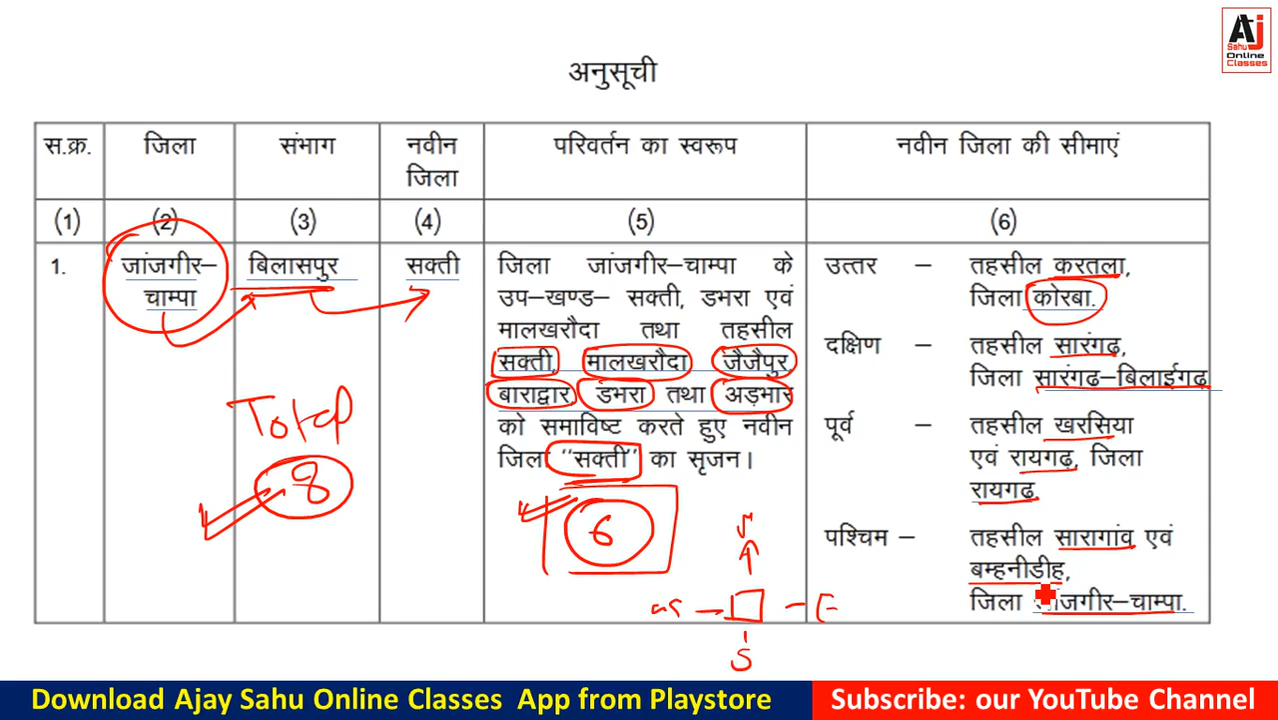 Aj
Sahu
Online
Classes
अनुसूची
स.क्र. जिला संभाग नवीन जिला परिवर्तन का स्वरूप नवीन जिला की सीमाएं
(1) (2) (3) (4) (5) (6)
1. जांजगीर–चाम्पा बिलासपुर सक्ती
जिला जांजगीर–चाम्पा के
उप–खण्ड– सक्ती, डभरा एवं
मालखरौदा तथा तहसील
सक्ती, मालखरौदा जैजैपुर,
बाराद्वार, डभरा तथा अड़भार
को समाविष्ट करते हुए नवीन
जिला "सक्ती" का सृजन।
उत्तर – तहसील करतला,
जिला कोरबा.
दक्षिण – तहसील सारंगढ़,
जिला सारंगढ–बिलाईगढ़
पूर्व – तहसील खरसिया
एवं रायगढ़, जिला
रायगढ़.
पश्चिम – तहसील सारागांव एवं
बम्हनीडीह,
जिला जांजगीर–चाम्पा.
Total
8
6
E
S
Download Ajay Sahu Online Classes App from Playstore
Subscribe: our YouTube Channel